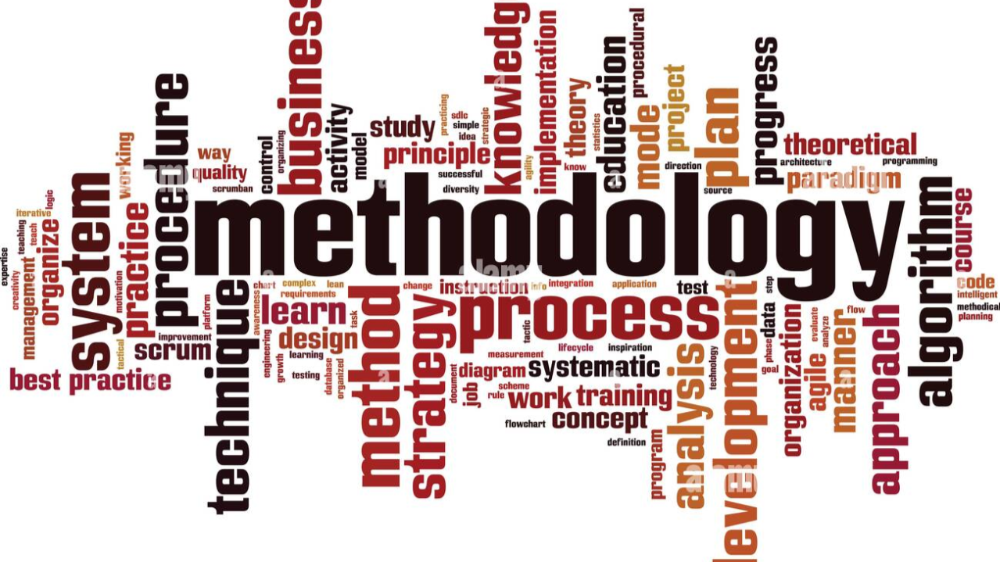 business
knowledg
implementation
procedural
education
progress
project
theory
plan
mode
statistics
practicing
sdlc
simple
idea
strategic
study
principle
successful
diversity
agility
know
direction
source
procedure
activity
model
control
organizing
way
quality
scrumban
working
theoretical
architecture
programming
paradigm
logic
iterative
teaching
teach
organize
system
practice
methodology
algorithm
course
code
intelligent
methodical
planning
expertise
creativity
management
motivation
tactical
platform
improvement
scrum
best practice
technique
chart
complex
lean
requirements
awareness
learn
task
design
engineering
growth
learning
testing
database
organized
method
strategy
change
instruction
info
integration
application
test
process
tactic
lifecycle
inspiration
measurement
diagram
systematic
document
job
scheme
rule
work
training
flowchart
concept
definition
program
analysis
technology
evelopment
step
data
phase
goal
organization
evaluate
analyze
agile
flow
manner
approach
alamy